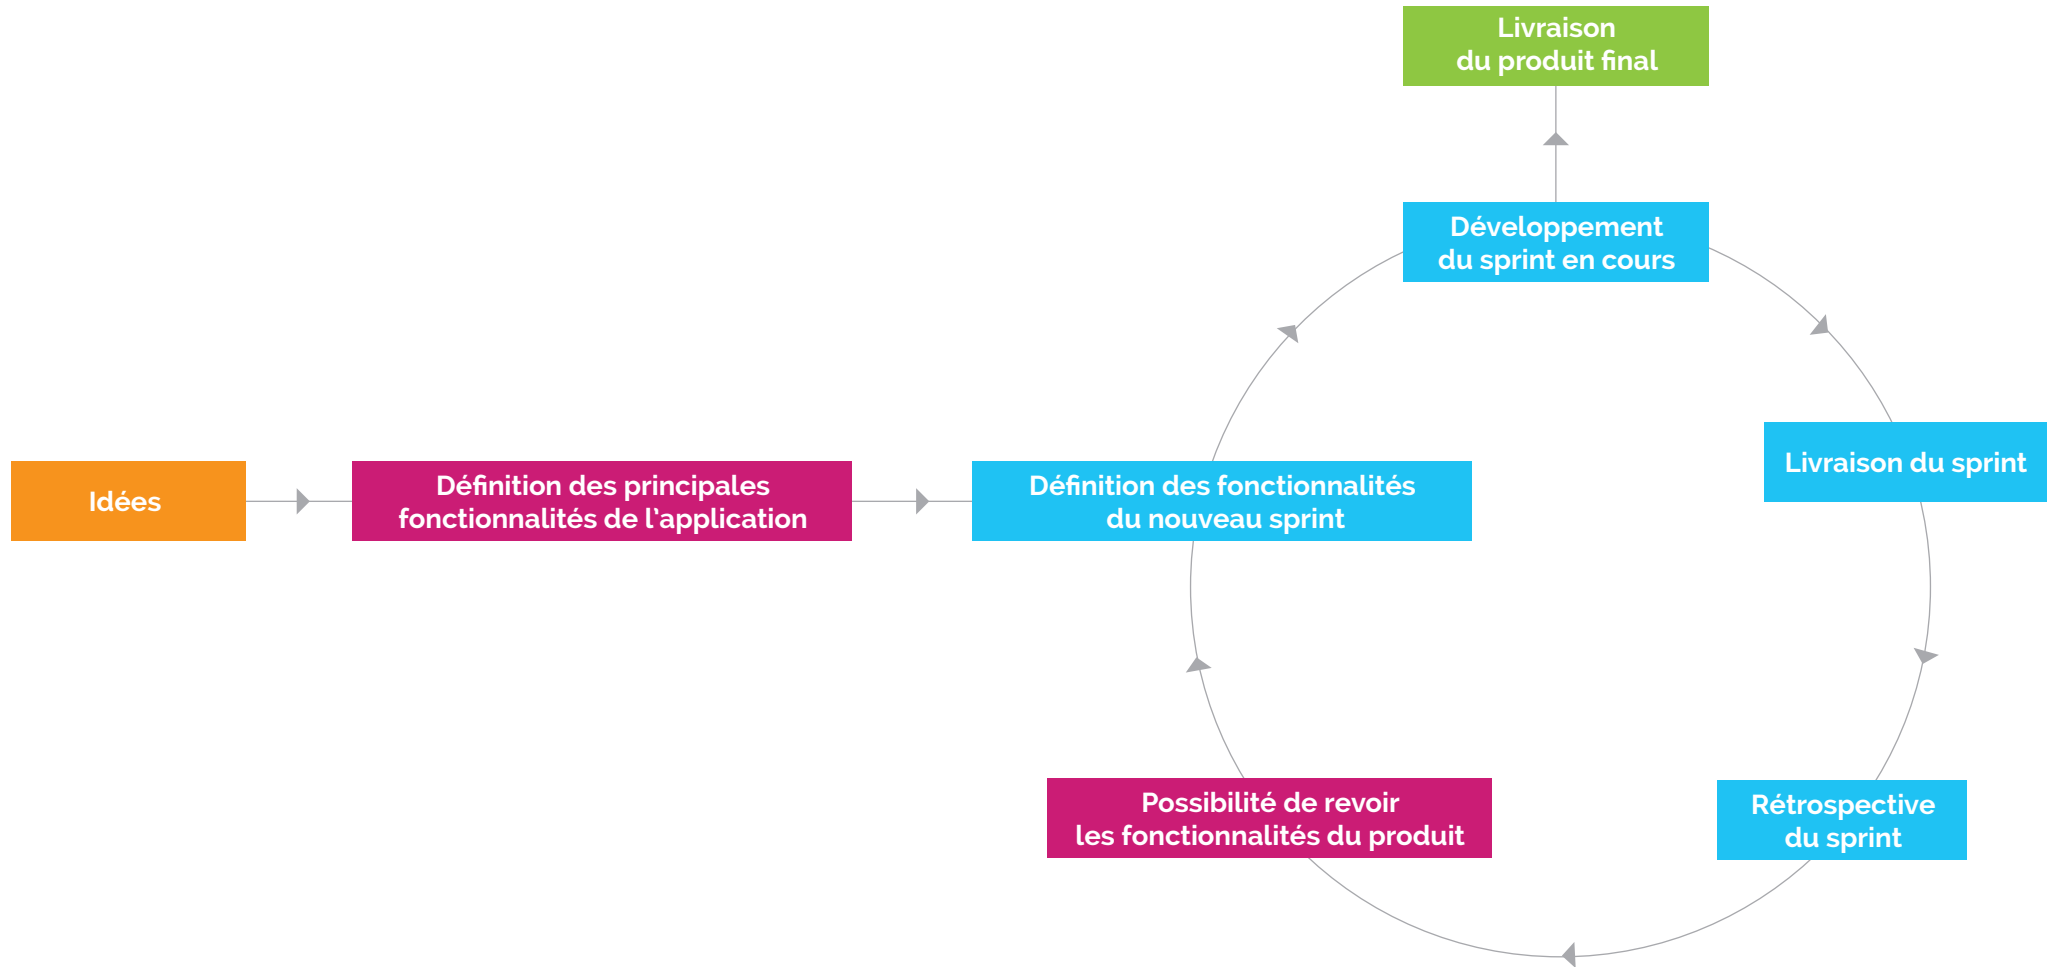 Livraison
du produit final
Développement
du sprint en cours
Livraison du sprint
Idées
Définition des principales
fonctionnalités de l'application
Définition des fonctionnalités
du nouveau sprint
Possibilité de revoir
les fonctionnalités du produit
Rétrospective
du sprint